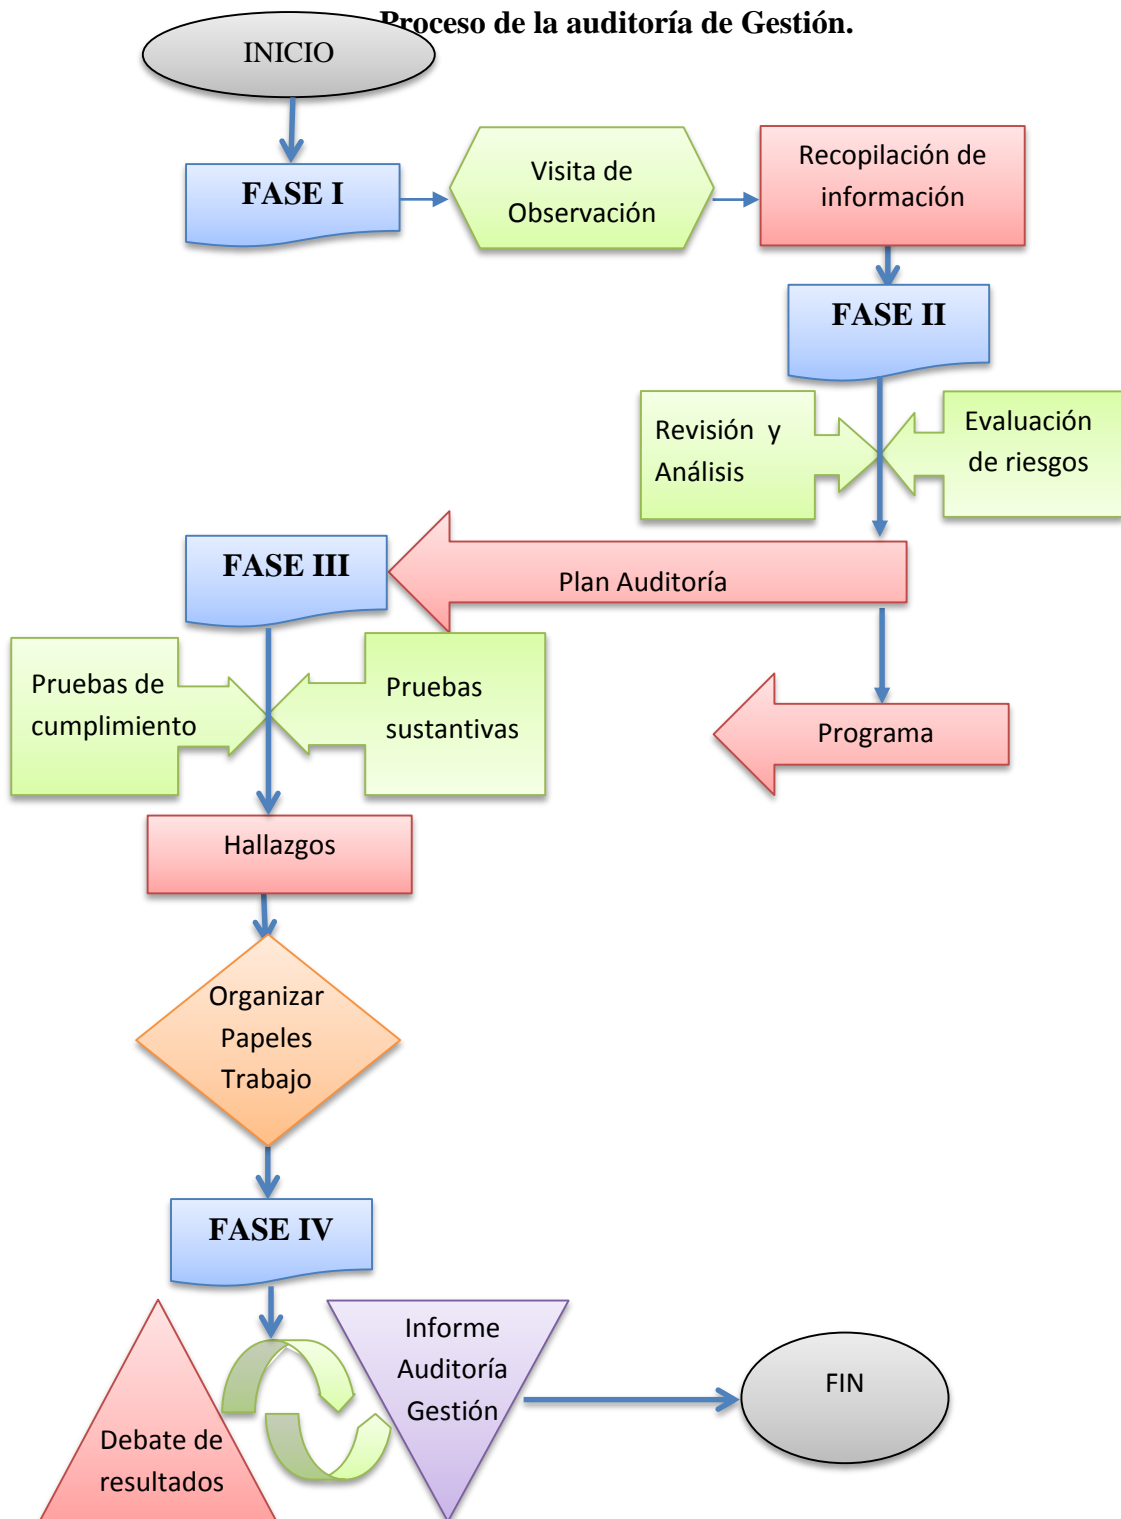 Proceso de la auditoría de Gestión.
INICIO
FASE I
Visita de
Observación
Recopilación de
información
FASE II
Revisión y
Análisis
Evaluación
de riesgos
FASE III
Plan Auditoría
Pruebas de
cumplimiento
Pruebas
sustantivas
Programa
Hallazgos
Organizar
Papeles
Trabajo
FASE IV
Debate de
resultados
Informe
Auditoría
Gestión
FIN